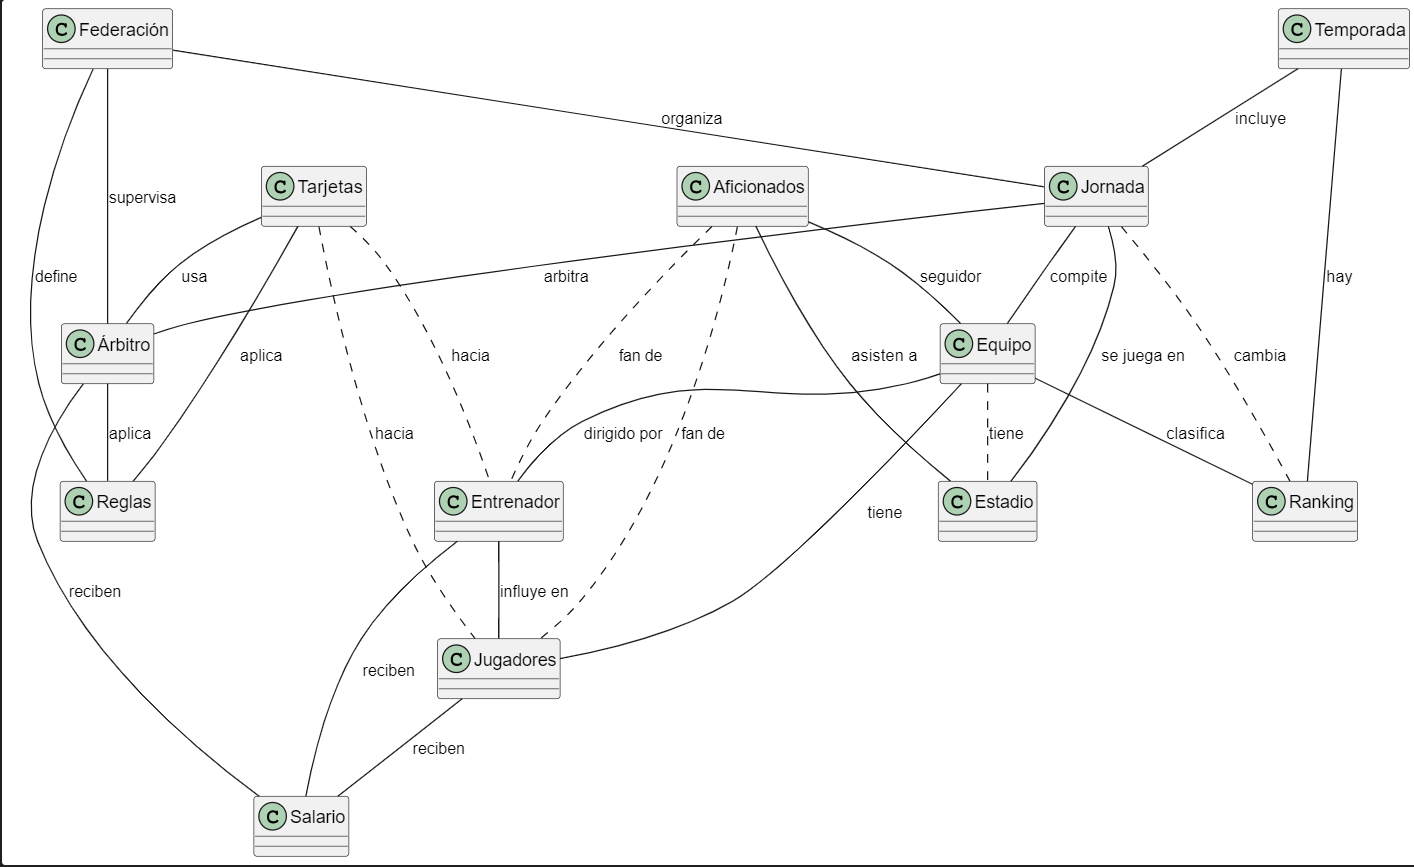 C Federación
C Temporada
organiza
incluye
C Tarjetas
C Aficionados
C Jornada
supervisa
define
usa
arbitra
seguidor
compite
hay
C Árbitro
C Equipo
aplica
hacia
fan de
asisten a
se juega en
cambia
aplica
hacia
dirigido por
fan de
tiene
clasifica
C Reglas
C Entrenador
C Estadio
C Ranking
tiene
reciben
influye en
C Jugadores
reciben
reciben
C Salario